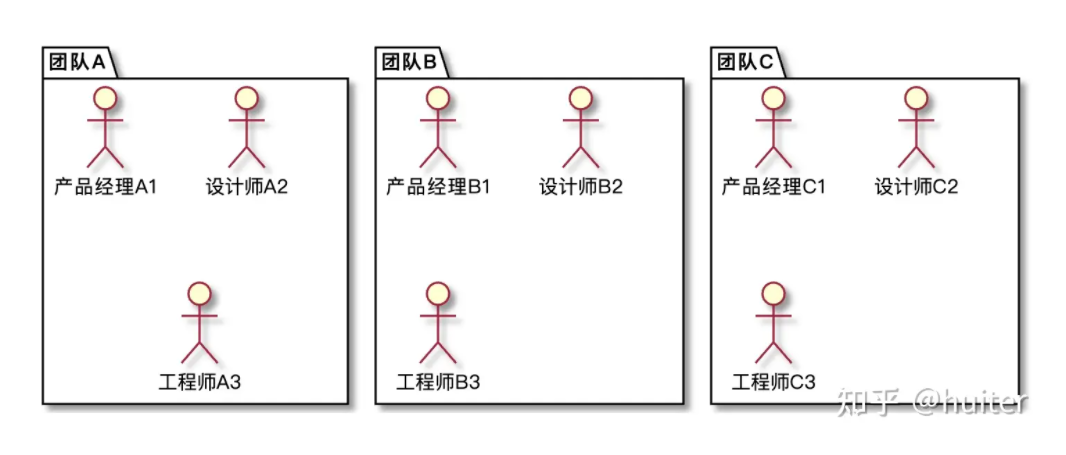 团队A
团队B
团队C
产品经理A1
设计师A2
产品经理B1
设计师B2
产品经理C1
设计师C2
工程师A3
工程师B3
工程师C3
知乎 @huiter